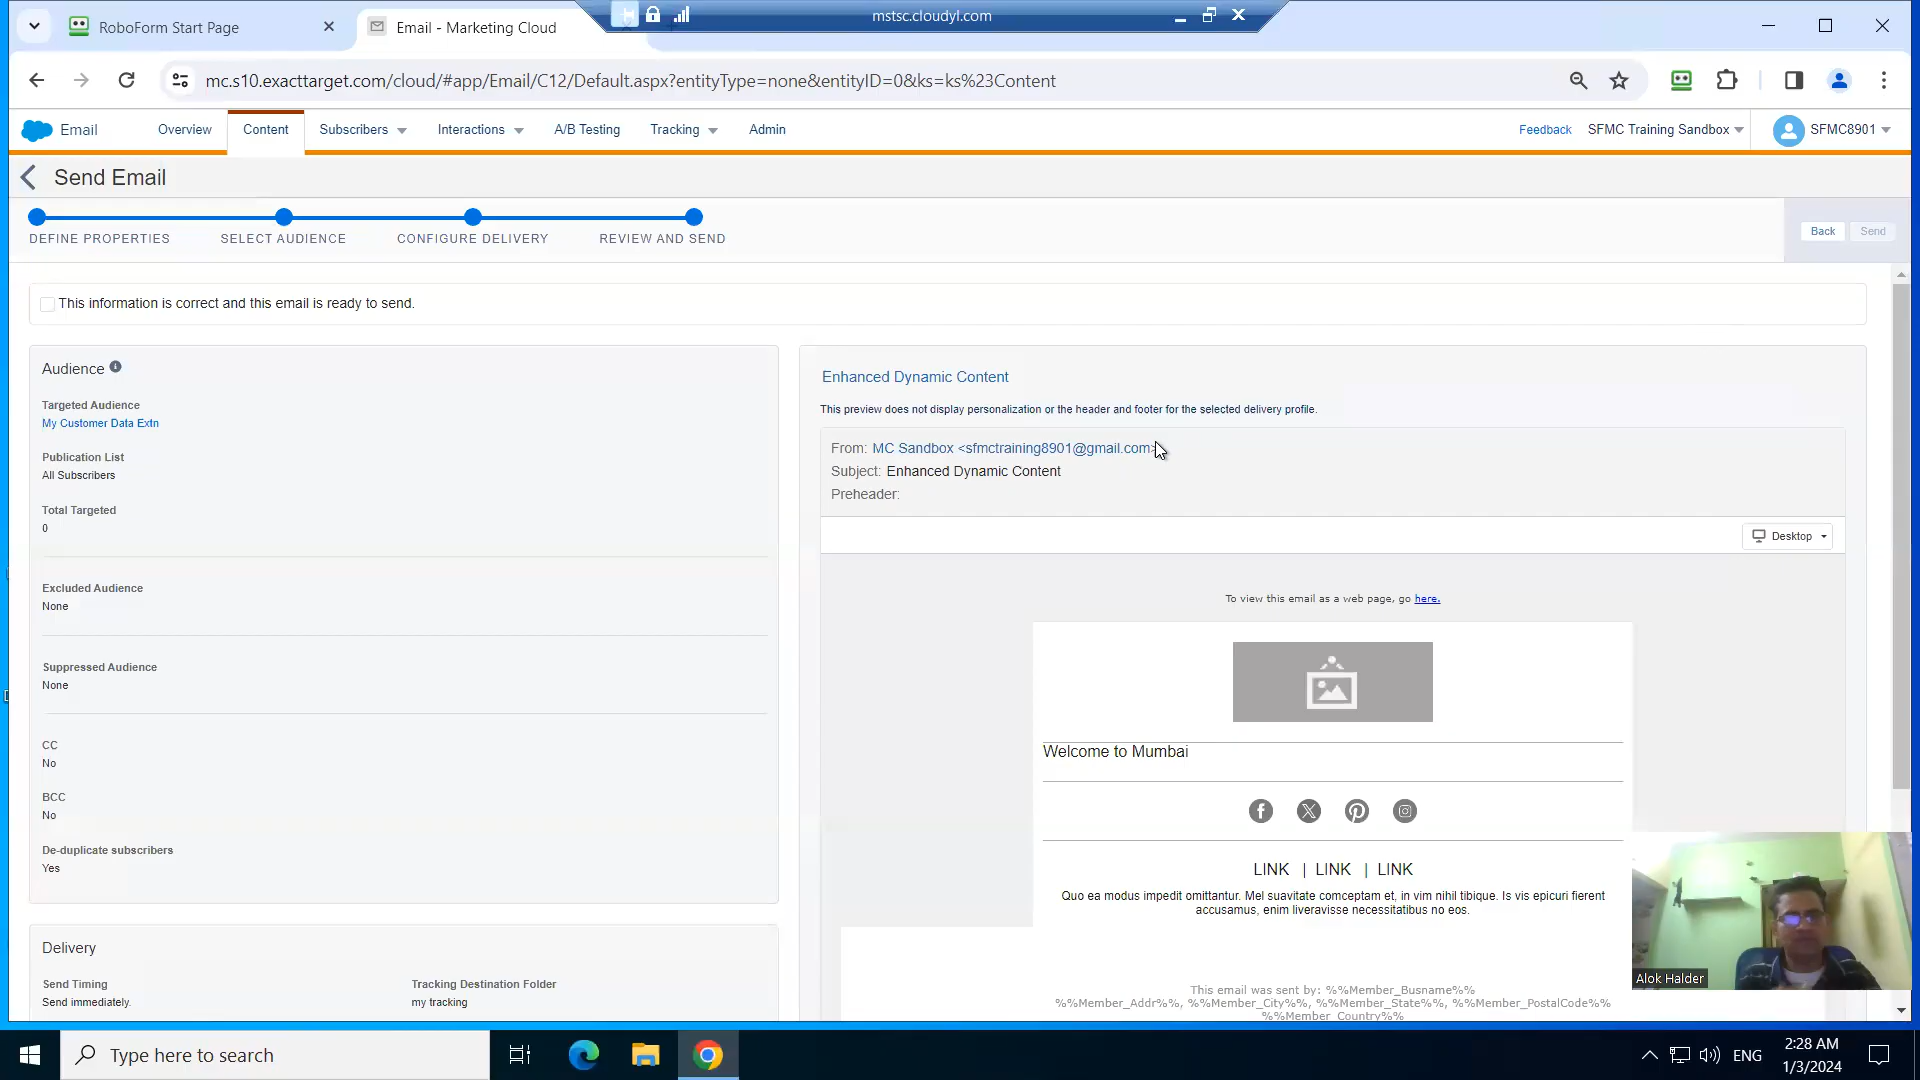 mstsc.cloudyl.com
RoboForm Start Page
Email - Marketing Cloud
mc.s10.exacttarget.com/cloud/#app/Email/C12/Default.aspx?entityType=none&entityID=0&ks=ks%23Content
Email
Overview
Content
Subscribers
Interactions
A/B Testing
Tracking
Admin
Feedback
SFMC Training Sandbox
SFMC8901
Send Email
DEFINE PROPERTIES
SELECT AUDIENCE
CONFIGURE DELIVERY
REVIEW AND SEND
Back
Send
This information is correct and this email is ready to send.
Audience
Targeted Audience
My Customer Data Extn
Publication List
All Subscribers
Total Targeted
0
Excluded Audience
None
Suppressed Audience
None
CC
No
BCC
No
De-duplicate subscribers
Yes
Delivery
Send Timing
Send immediately.
Tracking Destination Folder
my tracking
Enhanced Dynamic Content
This preview does not display personalization or the header and footer for the selected delivery profile.
From: MC Sandbox <sfmctraining8901@gmail.com>
Subject: Enhanced Dynamic Content
Preheader:
Desktop
To view this email as a web page, go here.
Welcome to Mumbai
LINK | LINK | LINK
Quo ea modus impedit omittantur. Mel suavitate comceptam et, in vim nihil tibique. Is vis epicuri fierent
accusamus, enim liveravisse necessitatibus no eos.
This email was sent by: %%Member_Busname%%
%%Member_Addr%%, %%Member_City%%, %%Member_State%%, %%Member_PostalCode%%
%%Member_Country%%
Alok Halder
Type here to search
ENG
2:28 AM
1/3/2024